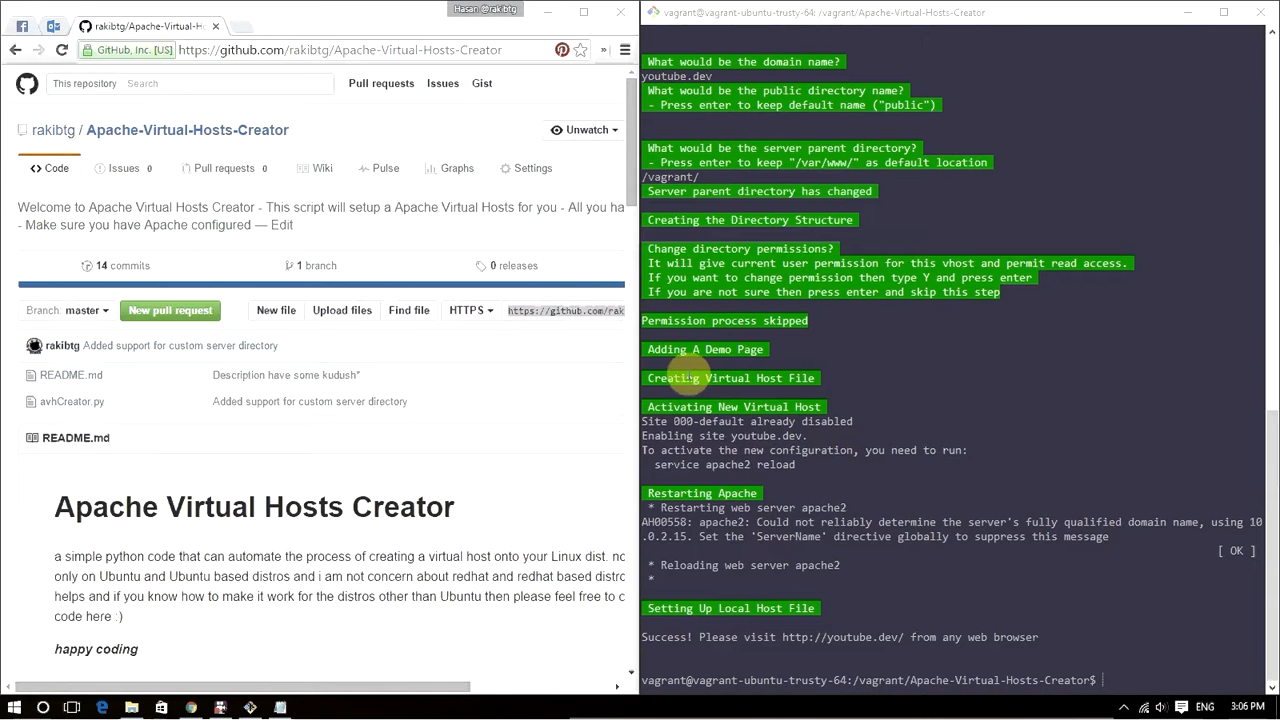 Hasan @rakibtg
rakibtg/Apache-Virtual-Ho
GitHub, Inc. [US]
https://github.com/rakibtg/Apache-Virtual-Hosts-Creator
This repository
Search
Pull requests
Issues
Gist
rakibtg / Apache-Virtual-Hosts-Creator
Unwatch
Code
Issues 0
Pull requests 0
Wiki
Pulse
Graphs
Settings
Welcome to Apache Virtual Hosts Creator - This script will setup a Apache Virtual Hosts for you - All you ha
- Make sure you have Apache configured — Edit
14 commits
1 branch
0 releases
Branch: master
New pull request
New file
Upload files
Find file
HTTPS
https://github.com/rak
rakibtg Added support for custom server directory
README.md
Description have some kudush*
avhCreator.py
Added support for custom server directory
README.md
Apache Virtual Hosts Creator
a simple python code that can automate the process of creating a virtual host onto your Linux dist. no
only on Ubuntu and Ubuntu based distros and i am not concern about redhat and redhat based distro
helps and if you know how to make it work for the distros other than Ubuntu then please feel free to c
code here :)
happy coding
vagrant@vagrant-ubuntu-trusty-64: /vagrant/Apache-Virtual-Hosts-Creator
What would be the domain name?
youtube.dev
What would be the public directory name?
- Press enter to keep default name ("public")
What would be the server parent directory?
- Press enter to keep "/var/www/" as default location
/vagrant/
Server parent directory has changed
Creating the Directory Structure
Change directory permissions?
It will give current user permission for this vhost and permit read access.
If you want to change permission then type Y and press enter
If you are not sure then press enter and skip this step
Permission process skipped
Adding A Demo Page
Creating Virtual Host File
Activating New Virtual Host
Site 000-default already disabled
Enabling site youtube.dev.
To activate the new configuration, you need to run:
service apache2 reload
Restarting Apache
* Restarting web server apache2
AH00558: apache2: Could not reliably determine the server's fully qualified domain name, using 10
.0.2.15. Set the 'ServerName' directive globally to suppress this message
[ OK ]
* Reloading web server apache2
*
Setting Up Local Host File
Success! Please visit http://youtube.dev/ from any web browser
vagrant@vagrant-ubuntu-trusty-64:/vagrant/Apache-Virtual-Hosts-Creator$
ENG
3:06 PM